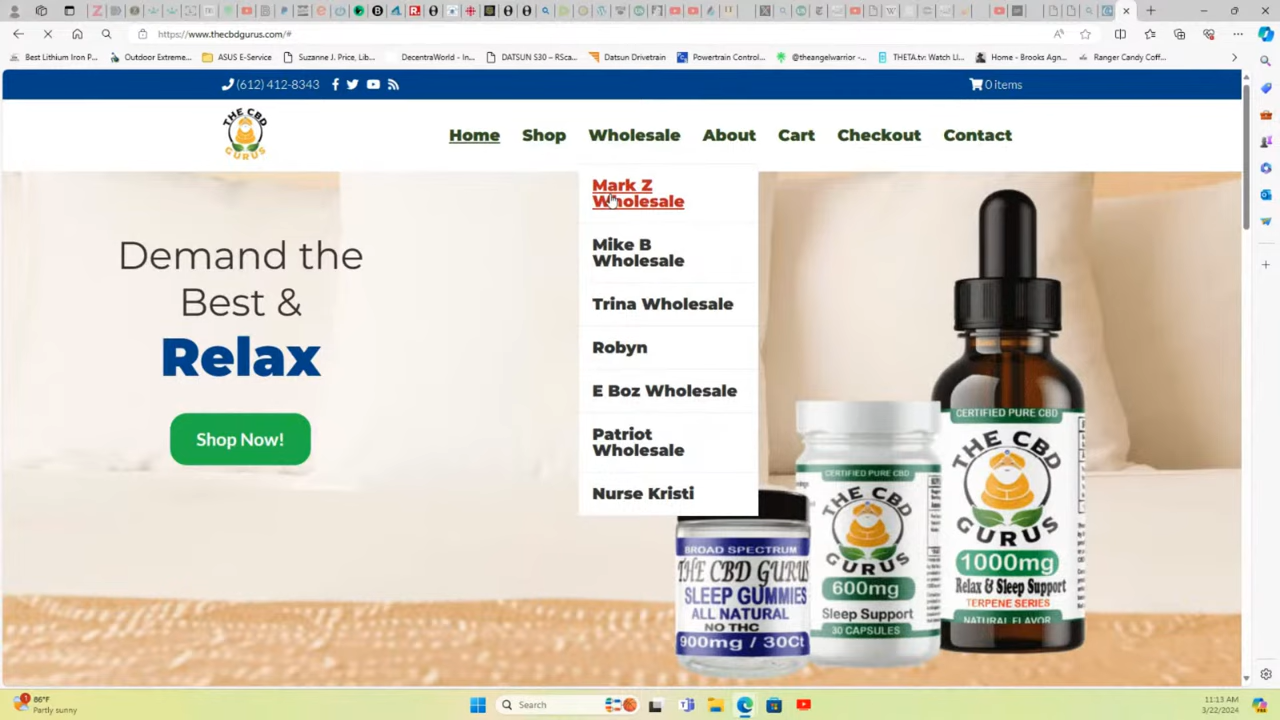 https://www.thecbdgurus.com/#
Best Lithium Iron P...
Outdoor Extreme...
ASUS E-Service
Suzanne J. Price, Lib...
DecentraWorld - In...
DATSUN S30 - RSca...
Datsun Drivetrain
Powertrain Control...
@theangelwarrior -...
THETA.tv: Watch LI...
Home - Brooks Agn...
Ranger Candy Coff...
(612) 412-8343
0 items
THE CBD
GURUS
Home
Shop
Wholesale
About
Cart
Checkout
Contact
Mark Z
Wholesale
Mike B
Wholesale
Trina Wholesale
Robyn
E Boz Wholesale
Patriot
Wholesale
Nurse Kristi
Demand the
Best &
Relax
Shop Now!
BROAD SPECTRUM
THE CBD GURUS
SLEEP GUMMIES
ALL NATURAL
NO THC
900mg / 30Ct
CERTIFIED PURE CBD
THE CBD
GURUS
600mg
Sleep Support
30 CAPSULES
CERTIFIED PURE CBD
THE CBD
GURUS
1000mg
Relax & Sleep Support
TERPENE SERIES
NATURAL FLAVOR
86°F
Partly sunny
Search
11:13 AM
3/22/2024